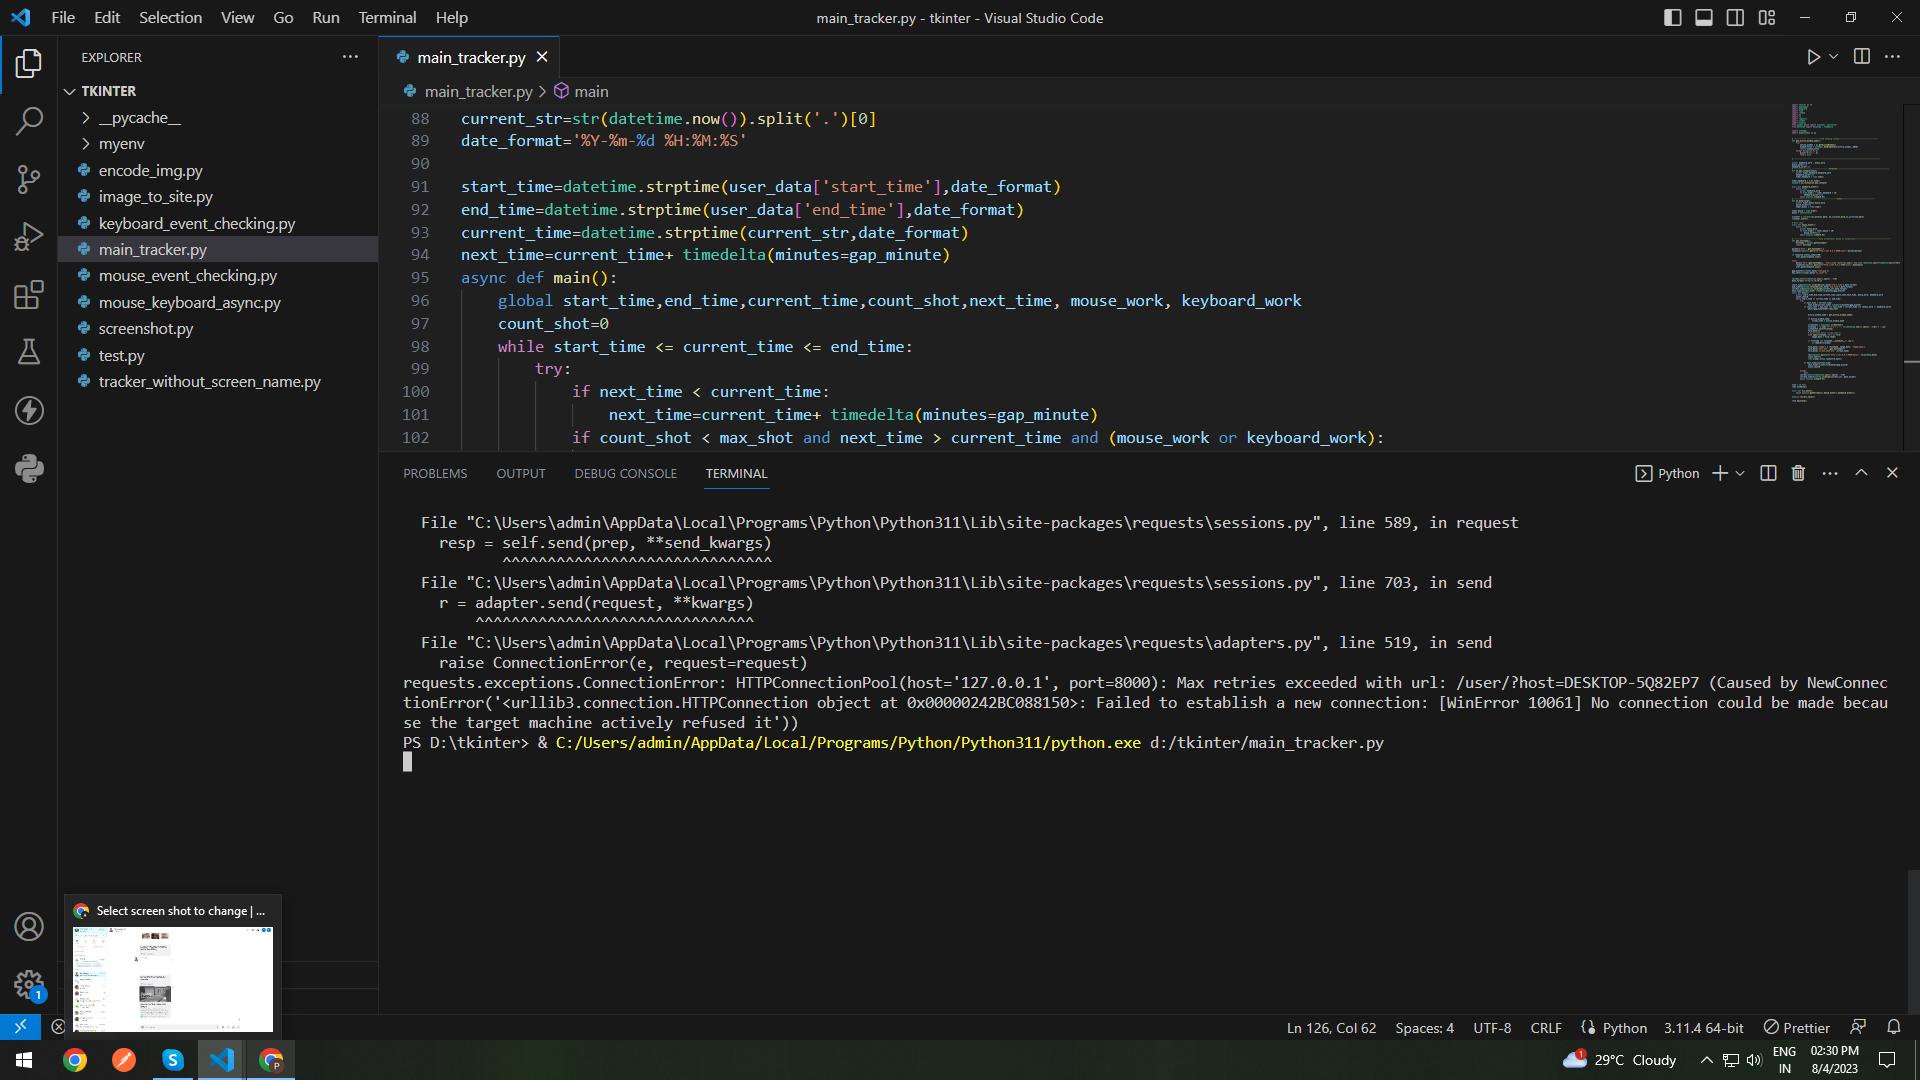 File Edit Selection View Go Run Terminal Help
main_tracker.py - tkinter - Visual Studio Code
EXPLORER
TKINTER
__pycache__
myenv
encode_img.py
image_to_site.py
keyboard_event_checking.py
main_tracker.py
mouse_event_checking.py
mouse_keyboard_async.py
screenshot.py
test.py
tracker_without_screen_name.py
main_tracker.py
main_tracker.py > main
88 current_str=str(datetime.now()).split('.')[0]
89 date_format='%Y-%m-%d %H:%M:%S'
90
91 start_time=datetime.strptime(user_data['start_time'],date_format)
92 end_time=datetime.strptime(user_data['end_time'],date_format)
93 current_time=datetime.strptime(current_str,date_format)
94 next_time=current_time+ timedelta(minutes=gap_minute)
95 async def main():
96 global start_time,end_time,current_time,count_shot,next_time, mouse_work, keyboard_work
97 count_shot=0
98 while start_time <= current_time <= end_time:
99 try:
100 if next_time < current_time:
101 next_time=current_time+ timedelta(minutes=gap_minute)
102 if count_shot < max_shot and next_time > current_time and (mouse_work or keyboard_work):
PROBLEMS OUTPUT DEBUG CONSOLE TERMINAL
Python
File "C:\Users\admin\AppData\Local\Programs\Python\Python311\Lib\site-packages\requests\sessions.py", line 589, in request
resp = self.send(prep, **send_kwargs)
^^^^^^^^^^^^^^^^^^^^^^^^^^^^^^
File "C:\Users\admin\AppData\Local\Programs\Python\Python311\Lib\site-packages\requests\sessions.py", line 703, in send
r = adapter.send(request, **kwargs)
^^^^^^^^^^^^^^^^^^^^^^^^^^^^^^^
File "C:\Users\admin\AppData\Local\Programs\Python\Python311\Lib\site-packages\requests\adapters.py", line 519, in send
raise ConnectionError(e, request=request)
requests.exceptions.ConnectionError: HTTPConnectionPool(host='127.0.0.1', port=8000): Max retries exceeded with url: /user/?host=DESKTOP-5Q82EP7 (Caused by NewConnec
tionError('<urllib3.connection.HTTPConnection object at 0x00000242BC088150>: Failed to establish a new connection: [WinError 10061] No connection could be made becau
se the target machine actively refused it'))
PS D:\tkinter> & C:/Users/admin/AppData/Local/Programs/Python/Python311/python.exe d:/tkinter/main_tracker.py
Select screen shot to change | ...
1
Ln 126, Col 62 Spaces: 4 UTF-8 CRLF Python 3.11.4 64-bit Prettier
1 29°C Cloudy
ENG
IN
02:30 PM
8/4/2023